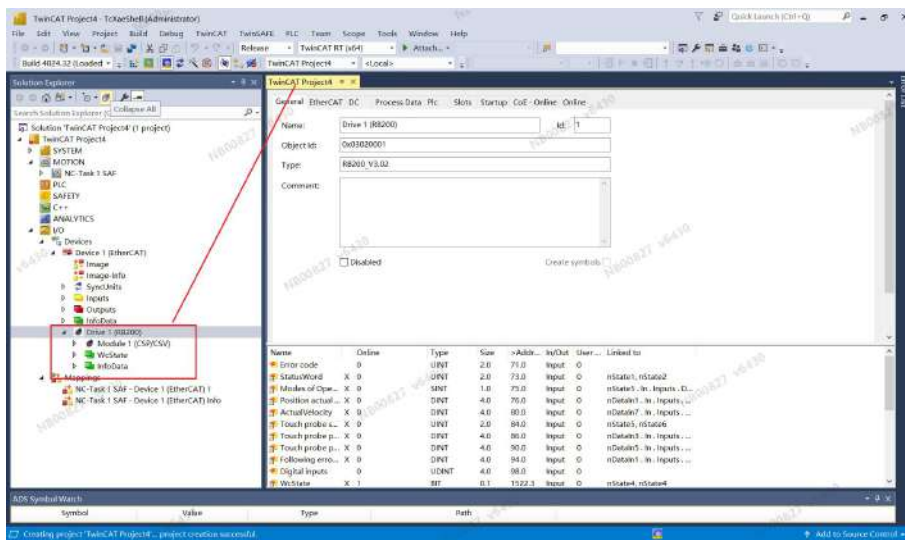 TwinCAT Project4 - TcXaeShell (Administrator)
Quick Launch (Ctrl+Q)
File Edit View Project Build Debug TwinCAT TwinSAFE PLC Team Scope Tools Window Help
Release TwinCAT RT (x64) Attach...
Build 4024.32 (Loaded TwinCAT Project4 <Local>
Solution Explorer
Collapse All
Search Solution Explorer
Solution 'TwinCAT Project4' (1 project)
TwinCAT Project4
SYSTEM
MOTION
NC-Task 1 SAF
PLC
SAFETY
C++
ANALYTICS
I/O
Devices
Device 1 (EtherCAT)
Image
Image-Info
SyncUnits
Inputs
Outputs
InfoData
Drive 1 (R8200)
Module 1 (CSP/CSV)
WcState
InfoData
Mappings
NC-Task 1 SAF - Device 1 (EtherCAT) 1
NC-Task 1 SAF - Device 1 (EtherCAT) Info
TwinCAT Project4
General EtherCAT DC Process Data Plc Slots Startup CoE - Online Online
Name: Drive 1 (R8200) Id: 1
Object Id: 0x03020001
Type: R8200_V3.02
Comment:
Disabled Create symbols
Name Online Type Size >Addr... In/Out User ... Linked to
Error code 0 UINT 2.0 71.0 Input 0
StatusWord X 0 UINT 2.0 73.0 Input 0 nState1, nState2
Modes of Ope... X 0 SINT 1.0 75.0 Input 0
Position actual ... X 0 DINT 4.0 76.0 Input 0 nDataIn1 . In . Inputs . ...
ActualVelocity X 0 DINT 4.0 80.0 Input 0 nDataIn7 . In . Inputs . ...
Touch probe s... X 0 UINT 2.0 84.0 Input 0 nState5, nState6
Touch probe p... X 0 DINT 4.0 86.0 Input 0
Touch probe p... X 0 DINT 4.0 90.0 Input 0 nDataIn5 . In . Inputs . ...
Following erro... X 0 DINT 4.0 94.0 Input 0
Digital inputs 0 UDINT 4.0 98.0 Input 0
WcState X 1 BIT 0.1 1522.3 Input 0 nState4, nState4
ADS Symbol Watch
Symbol Value Type Path
Creating project 'TwinCAT Project4'... project creation successful.
Add to Source Control